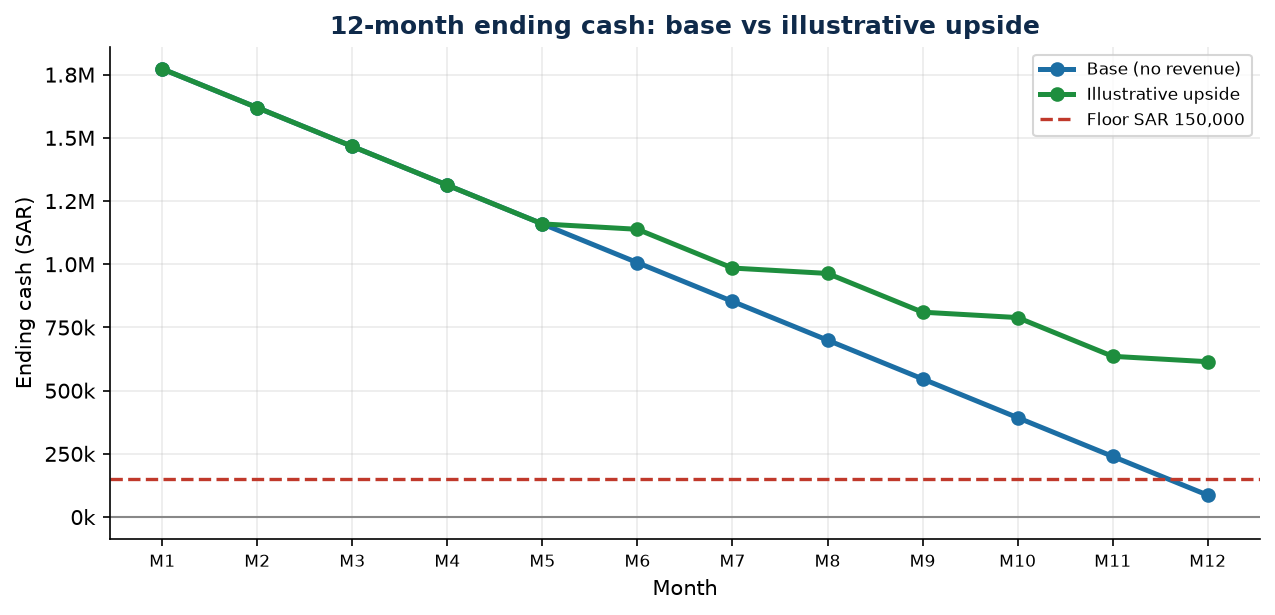 12-month ending cash: base vs illustrative upside
Base (no revenue)
Illustrative upside
Floor SAR 150,000
Ending cash (SAR)
1.8M
1.5M
1.2M
1.0M
750k
500k
250k
0k
M1 M2 M3 M4 M5 M6 M7 M8 M9 M10 M11 M12
Month